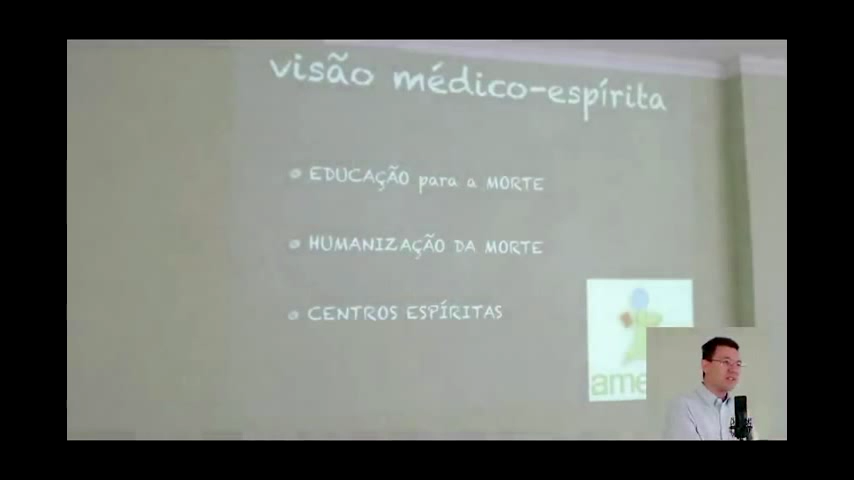 visão médico-espírita
EDUCAÇÃO para a MORTE
HUMANIZAÇÃO DA MORTE
CENTROS ESPÍRITAS
ame